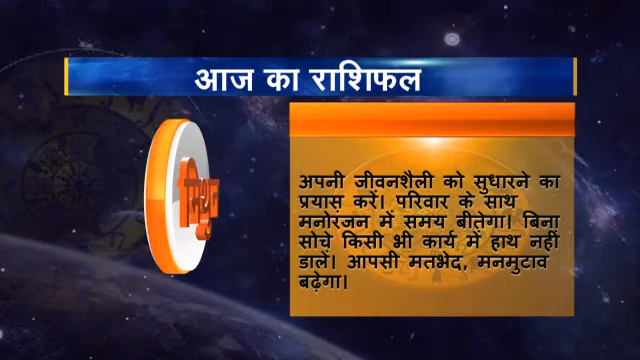 आज का राशिफल
मिथुन
अपनी जीवनशैली को सुधारने का
प्रयास करें। परिवार के साथ
मनोरंजन में समय बीतेगा। बिना
सोचे किसी भी कार्य में हाथ नहीं
डालें। आपसी मतभेद, मनमुटाव
बढ़ेगा।